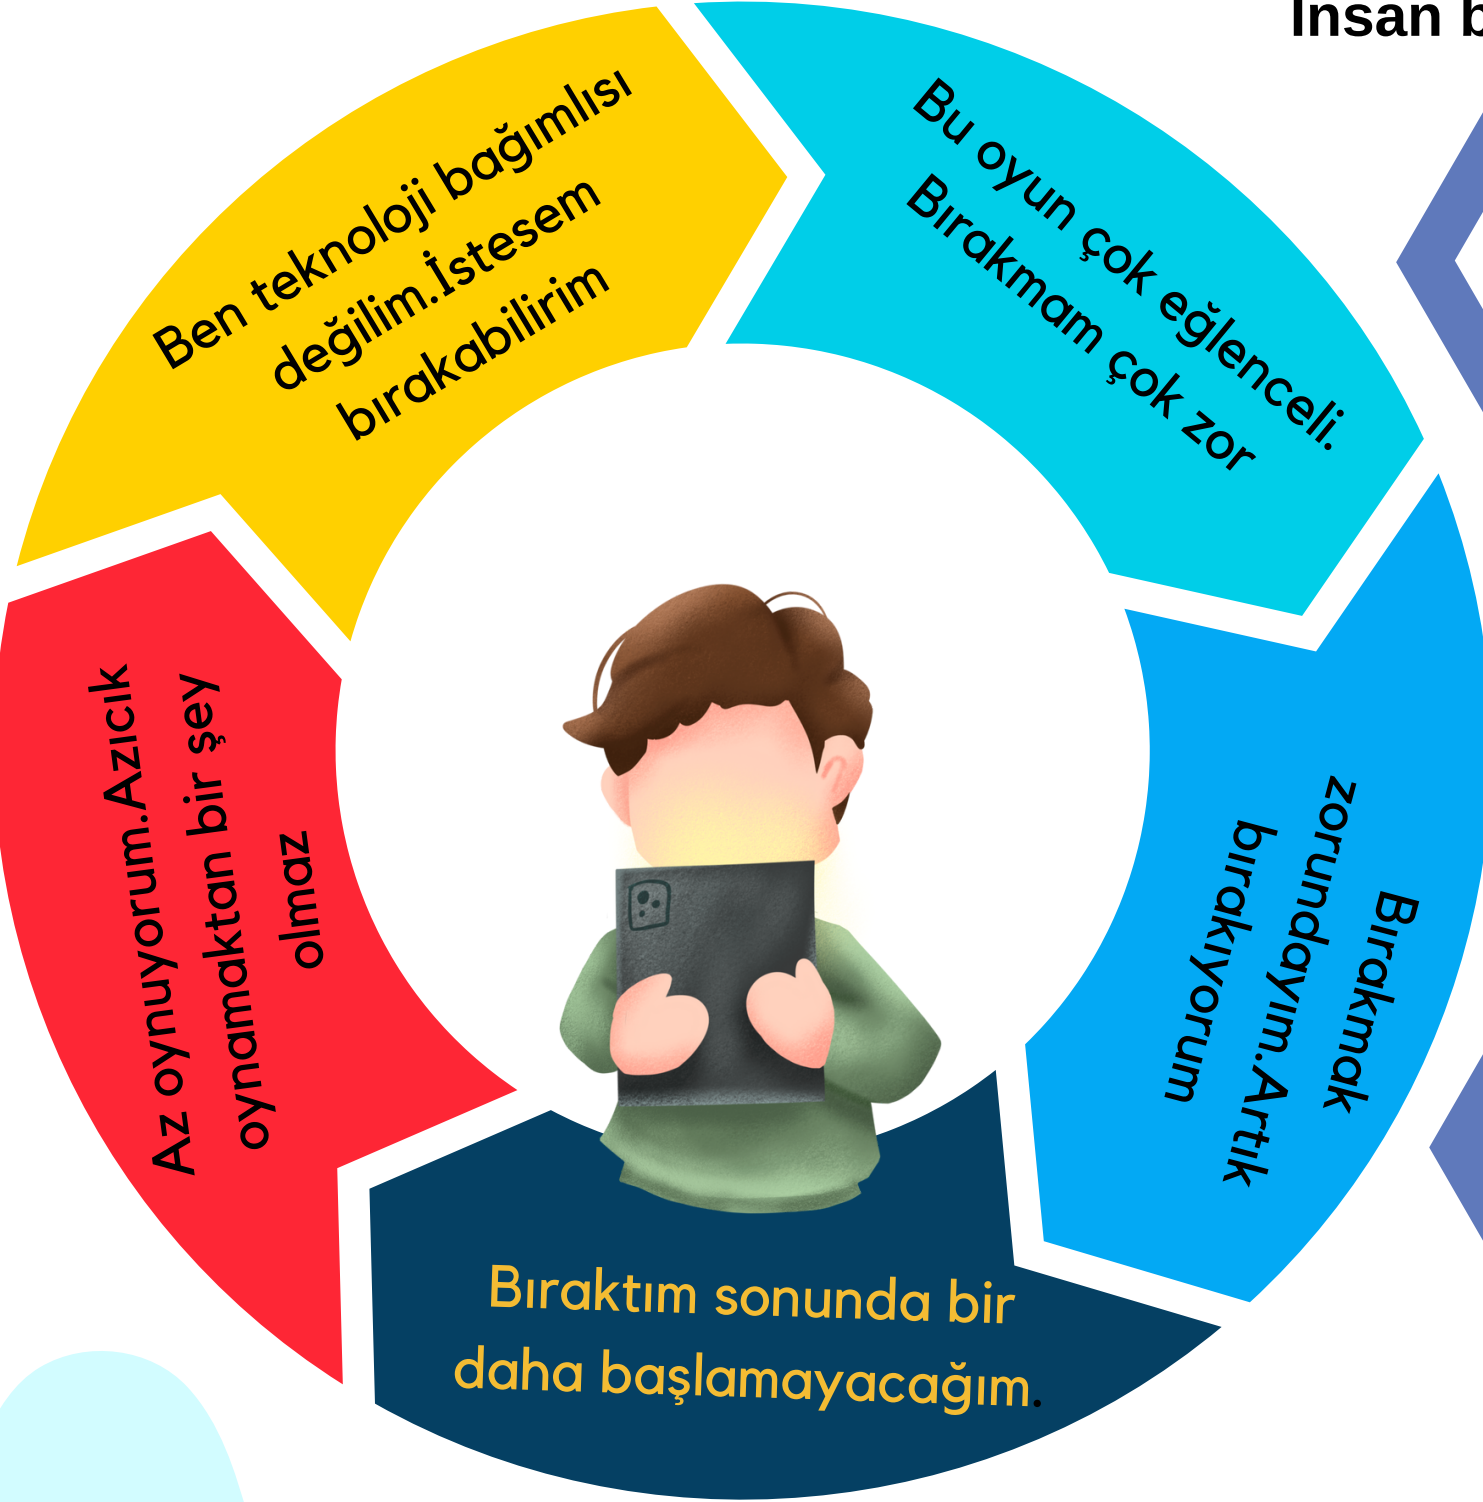 İnsan b
Ben teknoloji bağımlısı
değilim.İstesem
bırakabilirim
Bu oyun çok eğlenceli.
Bırakmam çok zor
Bırakmak
zorundayım.Artık
bırakıyorum
Bıraktım sonunda bir
daha başlamayacağım.
Az oynuyorum.Azıcık
oynamaktan bir şey
olmaz